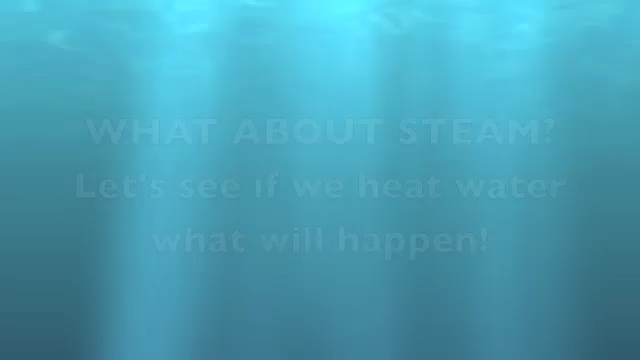 WHAT ABOUT STEAM?
Let's see if we heat water
what will happen!